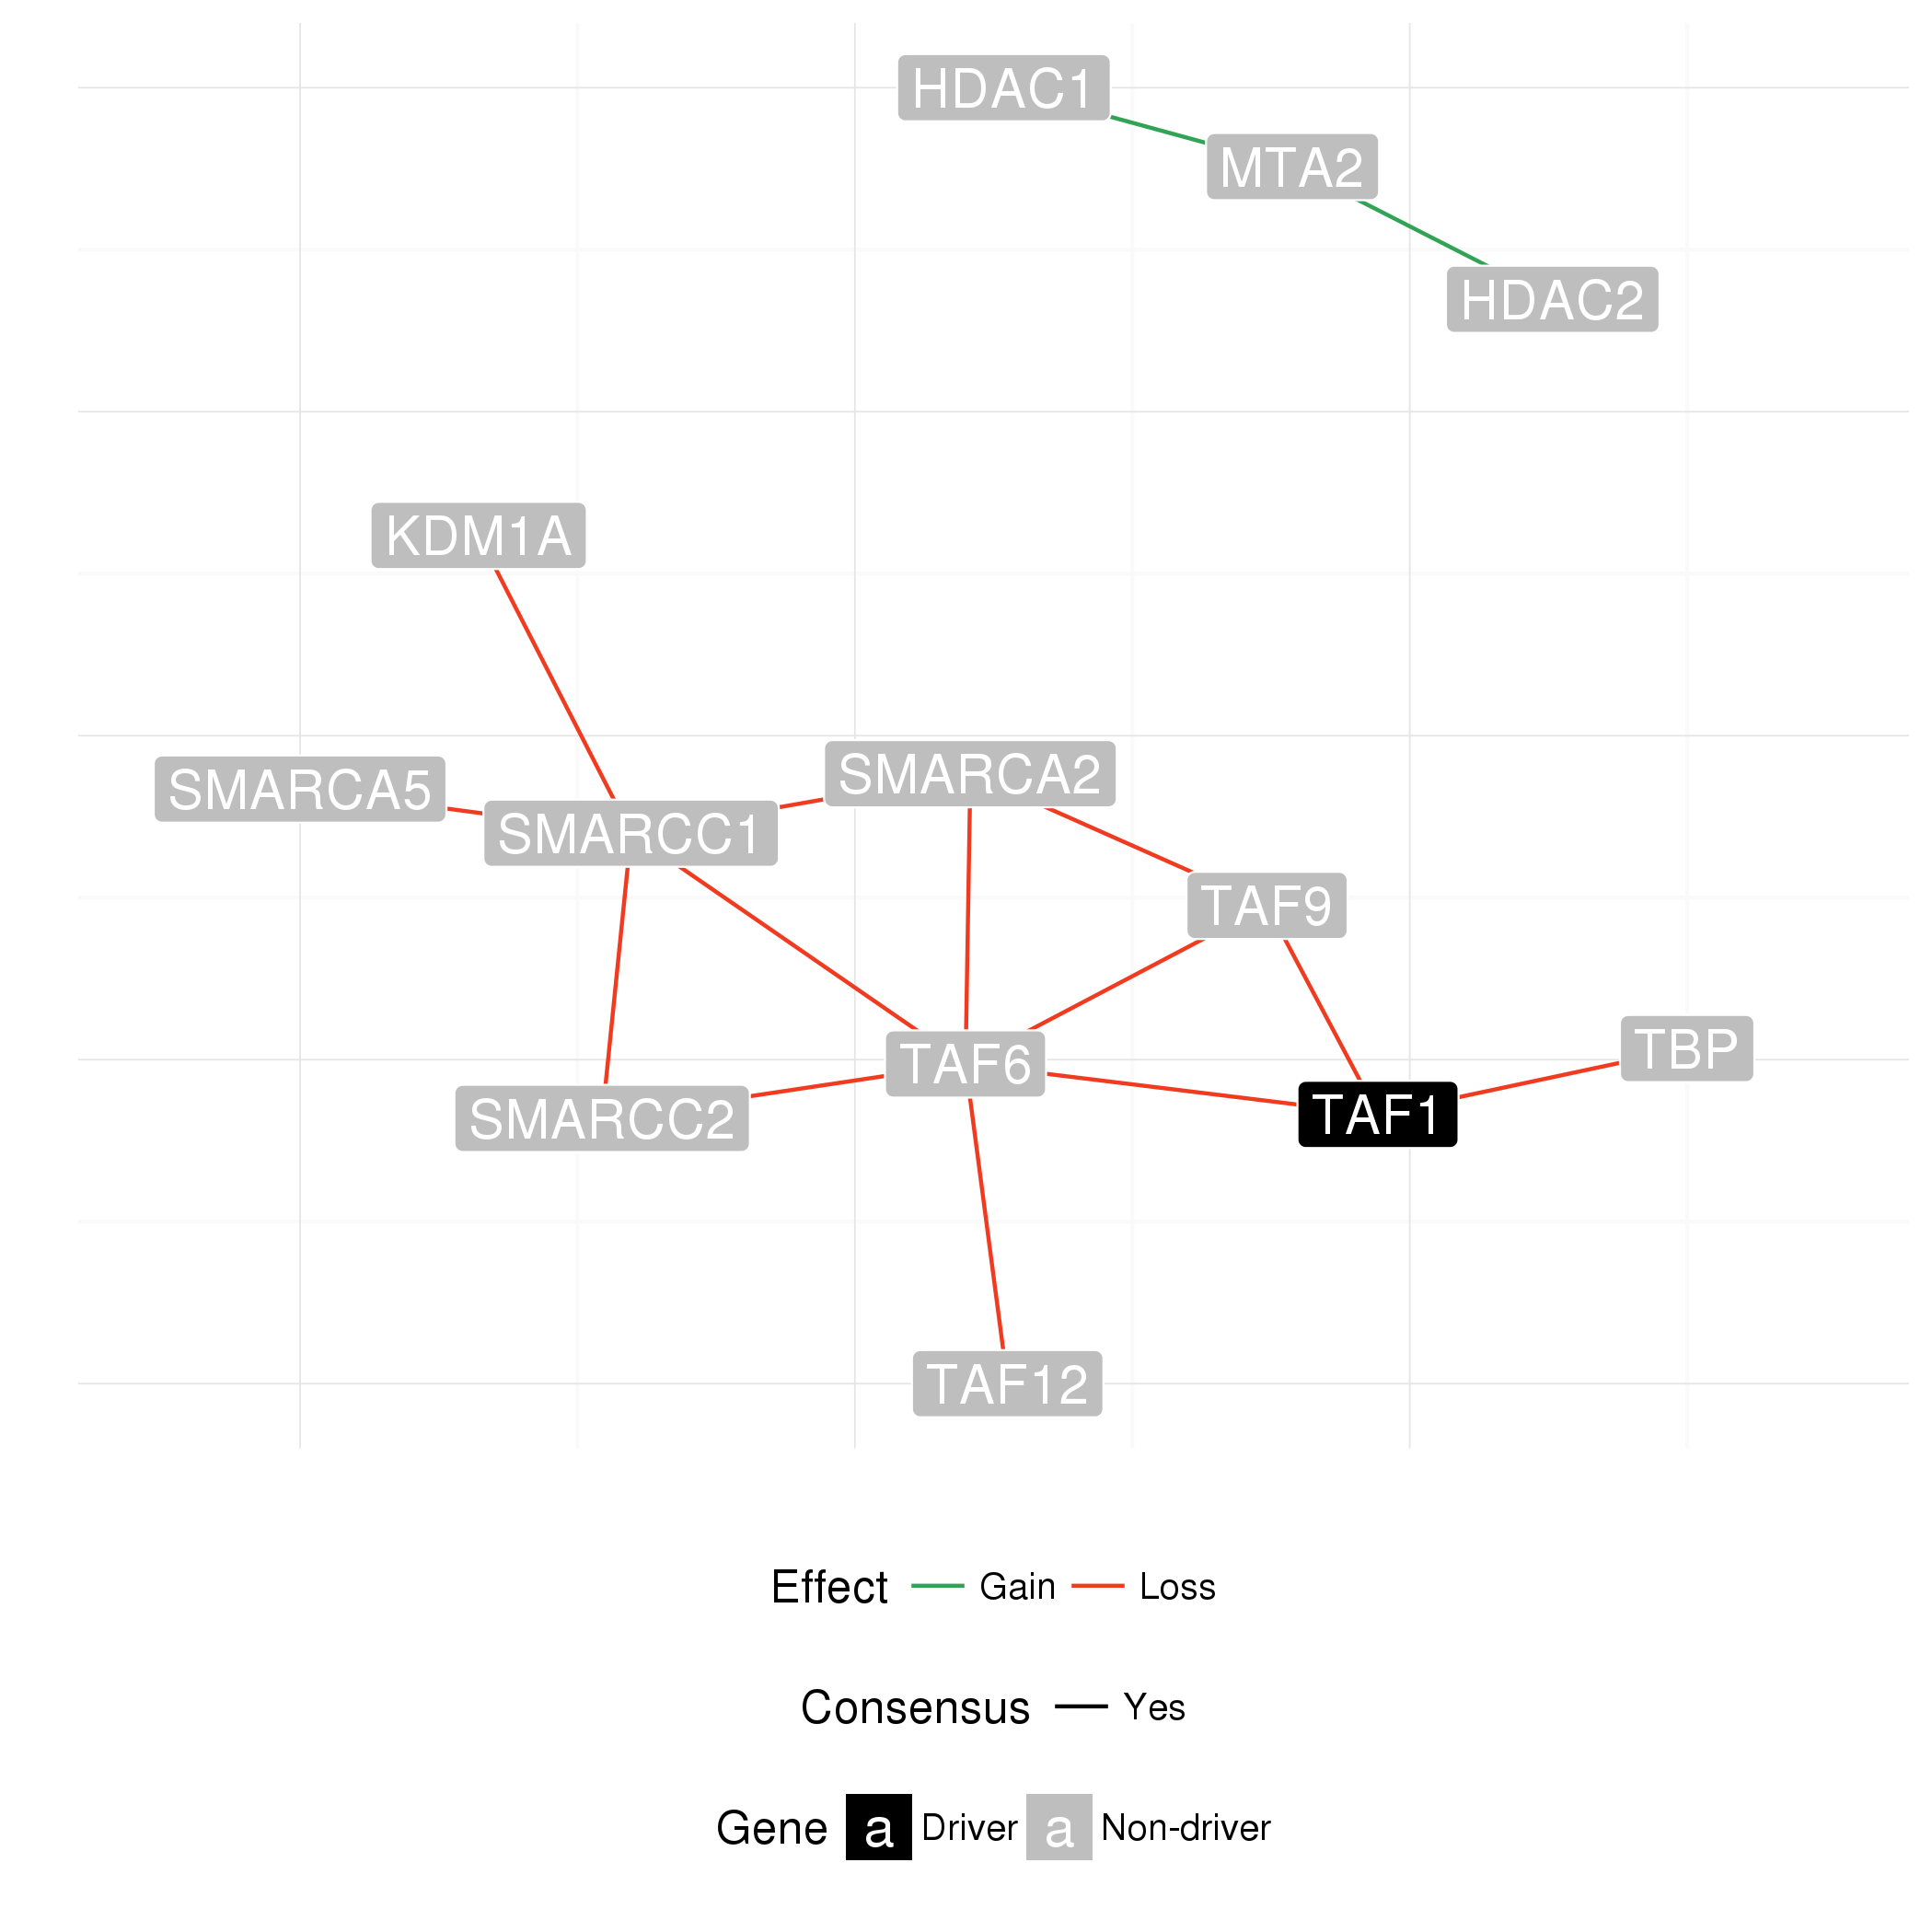 HDAC1
MTA2
HDAC2
KDM1A
SMARCA2
SMARCA5
SMARCC1
TAF9
TBP
TAF6
TAF1
SMARCC2
TAF12
Effect Gain Loss
Consensus Yes
Gene a Driver a Non-driver